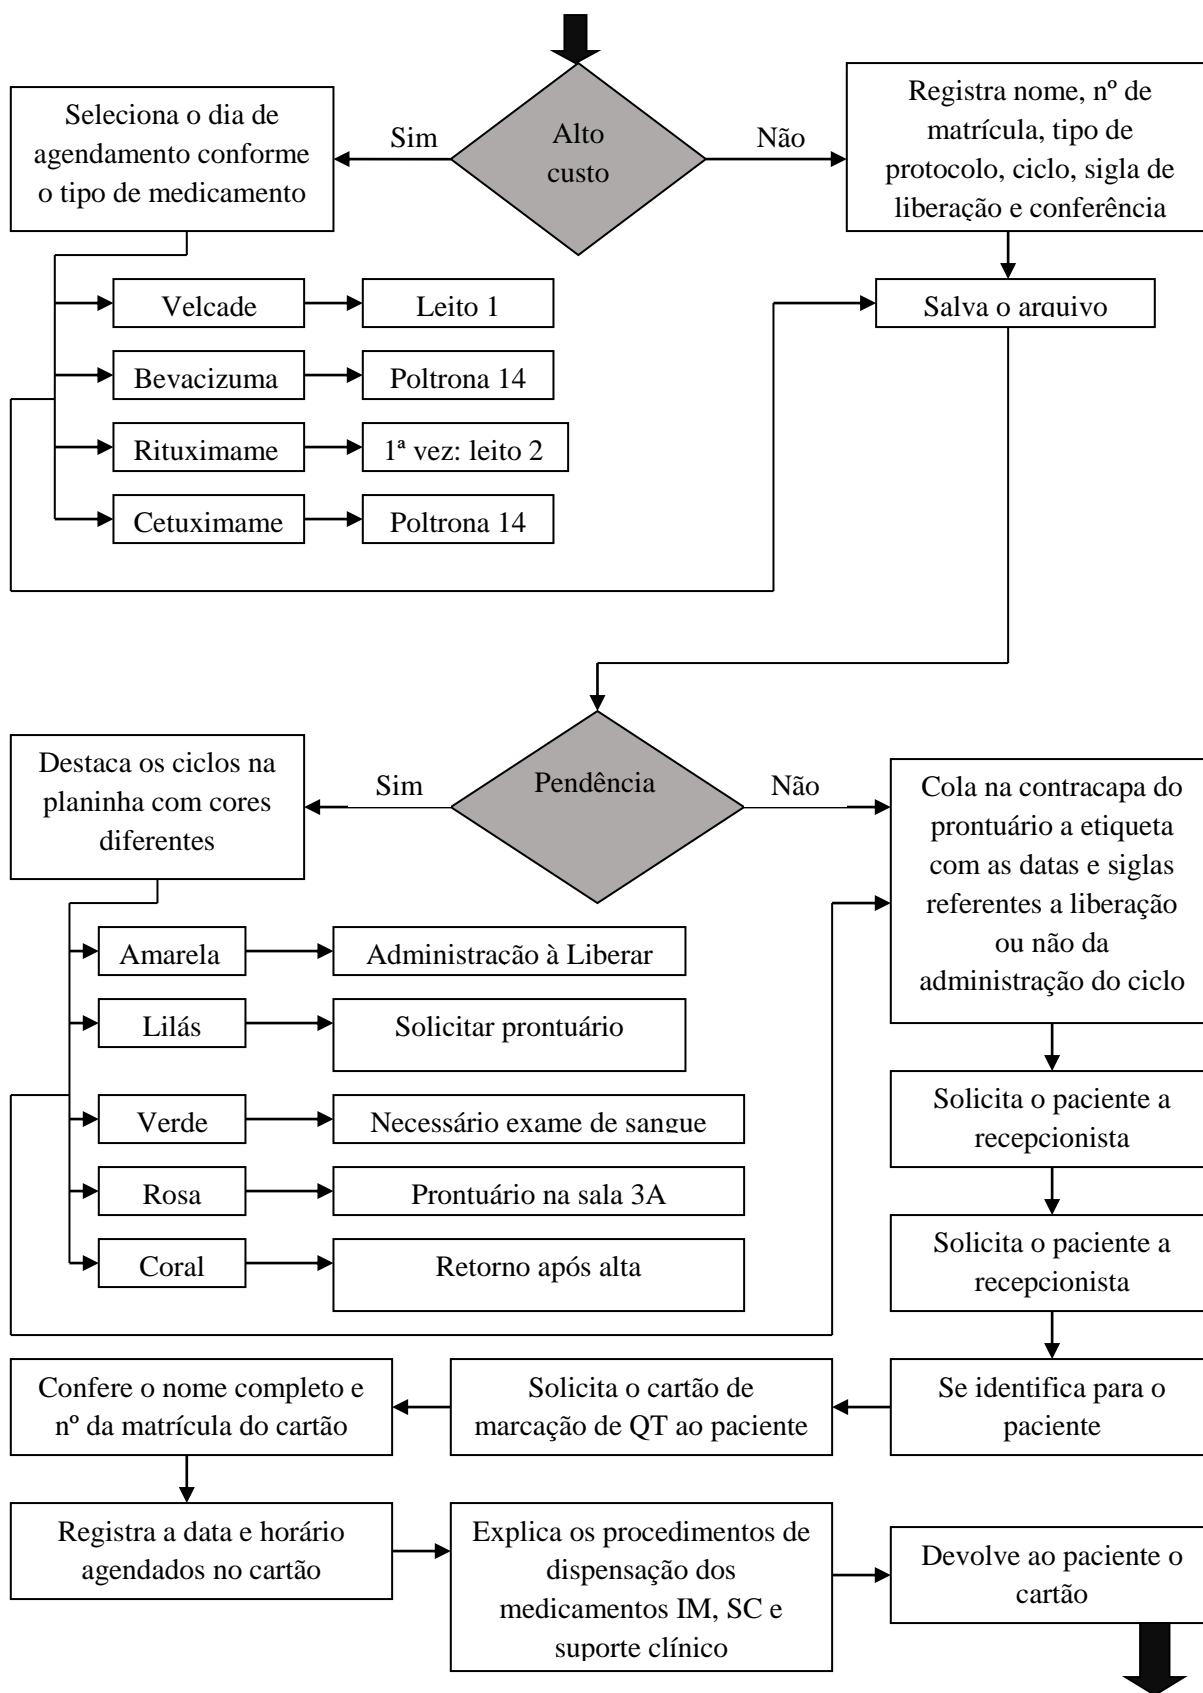 Alto
custo
Sim
Não
Seleciona o dia de
agendamento conforme
o tipo de medicamento
Registra nome, nº de
matrícula, tipo de
protocolo, ciclo, sigla de
liberação e conferência
Velcade
Leito 1
Salva o arquivo
Bevacizuma
Poltrona 14
Rituximame
1ª vez: leito 2
Cetuximame
Poltrona 14
Pendência
Sim
Não
Destaca os ciclos na
planinha com cores
diferentes
Cola na contracapa do
prontuário a etiqueta
com as datas e siglas
referentes a liberação
ou não da
administração do ciclo
Amarela
Administracão à Liberar
Lilás
Solicitar prontuário
Verde
Necessário exame de sangue
Rosa
Prontuário na sala 3A
Coral
Retorno após alta
Solicita o paciente a
recepcionista
Solicita o paciente a
recepcionista
Se identifica para o
paciente
Solicita o cartão de
marcação de QT ao paciente
Confere o nome completo e
nº da matrícula do cartão
Registra a data e horário
agendados no cartão
Explica os procedimentos de
dispensação dos
medicamentos IM, SC e
suporte clínico
Devolve ao paciente o
cartão